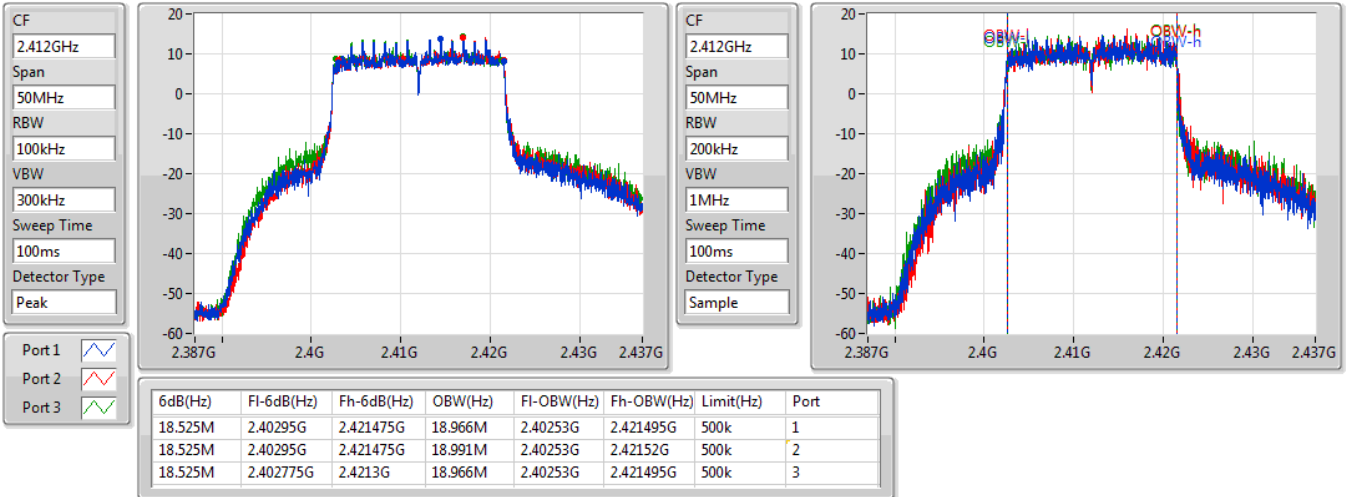 CF
2.412GHz
Span
50MHz
RBW
100kHz
VBW
300kHz
Sweep Time
100ms
Detector Type
Peak
20
10
0
-10
-20
-30
-40
-50
-60
2.387G 2.4G 2.41G 2.42G 2.43G 2.437G
CF
2.412GHz
Span
50MHz
RBW
200kHz
VBW
1MHz
Sweep Time
100ms
Detector Type
Sample
20
10
0
-10
-20
-30
-40
-50
-60
OBW-h
2.387G 2.4G 2.41G 2.42G 2.43G 2.437G
Port 1
Port 2
Port 3
6dB(Hz) Fl-6dB(Hz) Fh-6dB(Hz) OBW(Hz) Fl-OBW(Hz) Fh-OBW(Hz) Limit(Hz) Port
18.525M 2.40295G 2.421475G 18.966M 2.40253G 2.421495G 500k 1
18.525M 2.40295G 2.421475G 18.991M 2.40253G 2.42152G 500k 2
18.525M 2.402775G 2.4213G 18.966M 2.40253G 2.421495G 500k 3